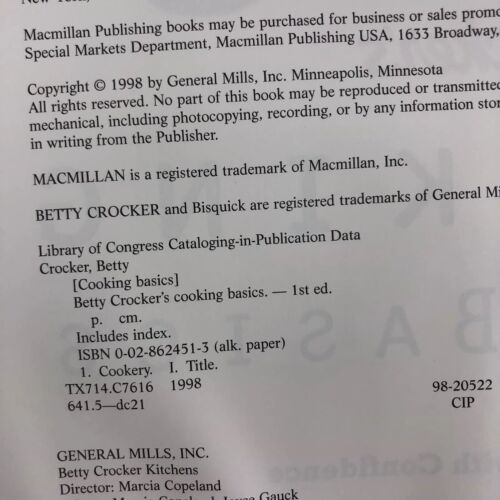 Macmillan Publishing books may be purchased for business or sales
Special Markets Department, Macmillan Publishing USA, 1633 Broadway,
Copyright © 1998 by General Mills, Inc. Minneapolis, Minnesota
All rights reserved. No part of this book may be reproduced or transmitted
mechanical, including photocopying, recording, or by any information
in writing from the Publisher.
MACMILLAN is a registered trademark of Macmillan, Inc.
BETTY CROCKER and Bisquick are registered trademarks of General
Library of Congress Cataloging-in-Publication Data
Crocker, Betty
[Cooking basics]
Betty Crocker's cooking basics. — 1st ed.
p. cm.
Includes index.
ISBN 0-02-862451-3 (alk. paper)
1. Cookery. I. Title.
TX714.C7616 1998 98-20522
641.5—dc21 CIP
GENERAL MILLS, INC.
Betty Crocker Kitchens
Director: Marcia Copeland
Gauck